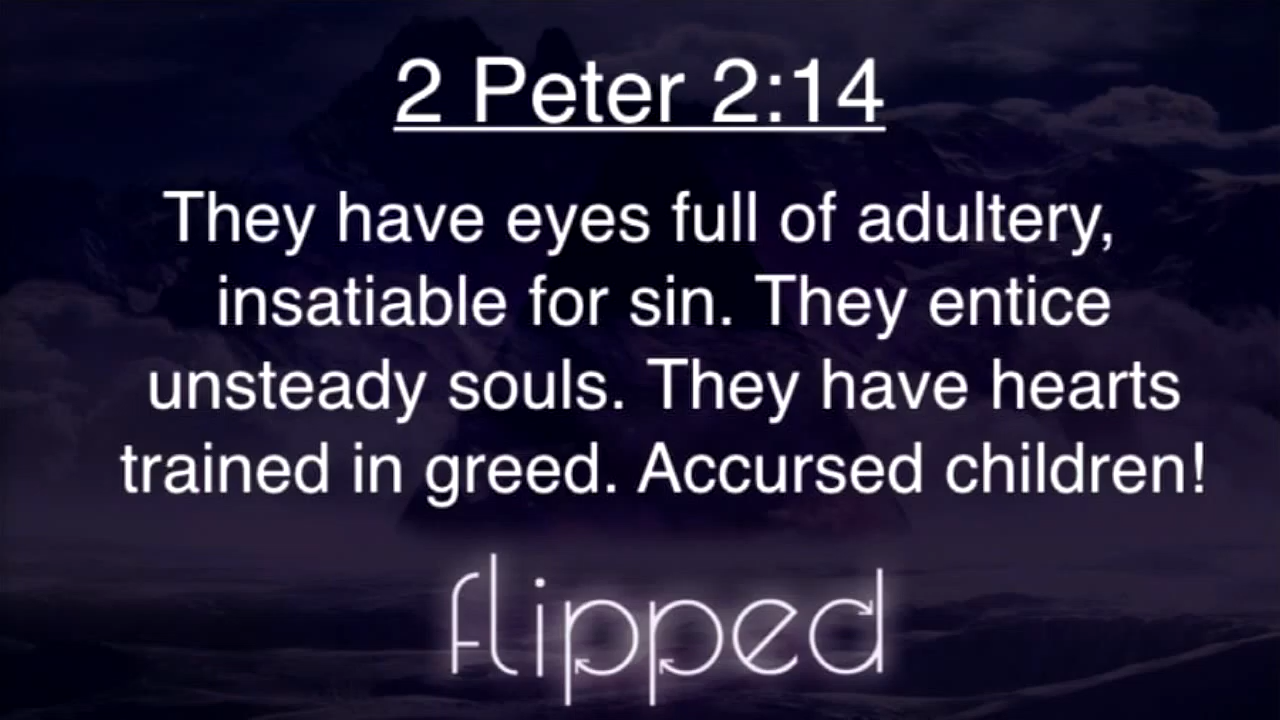 2 Peter 2:14
They have eyes full of adultery,
insatiable for sin. They entice
unsteady souls. They have hearts
trained in greed. Accursed children!
flipped